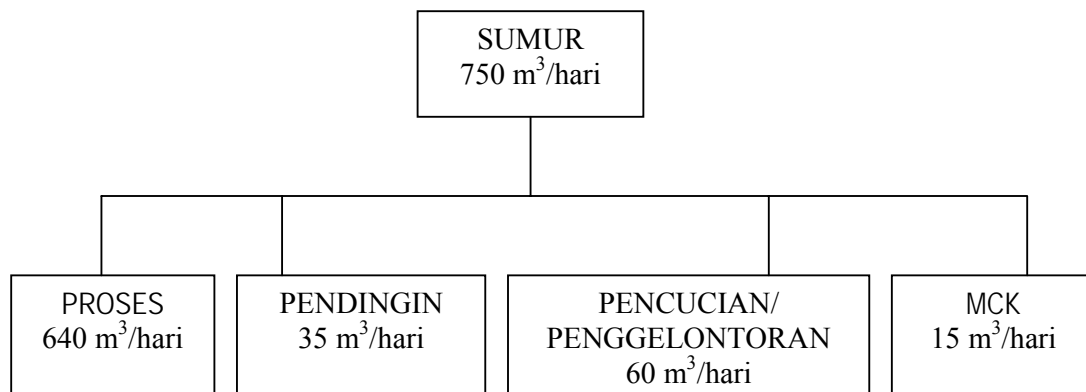 SUMUR
750 m³/hari
PROSES
640 m³/hari
PENDINGIN
35 m³/hari
PENCUCIAN/
PENGGELONTORAN
60 m³/hari
MCK
15 m³/hari